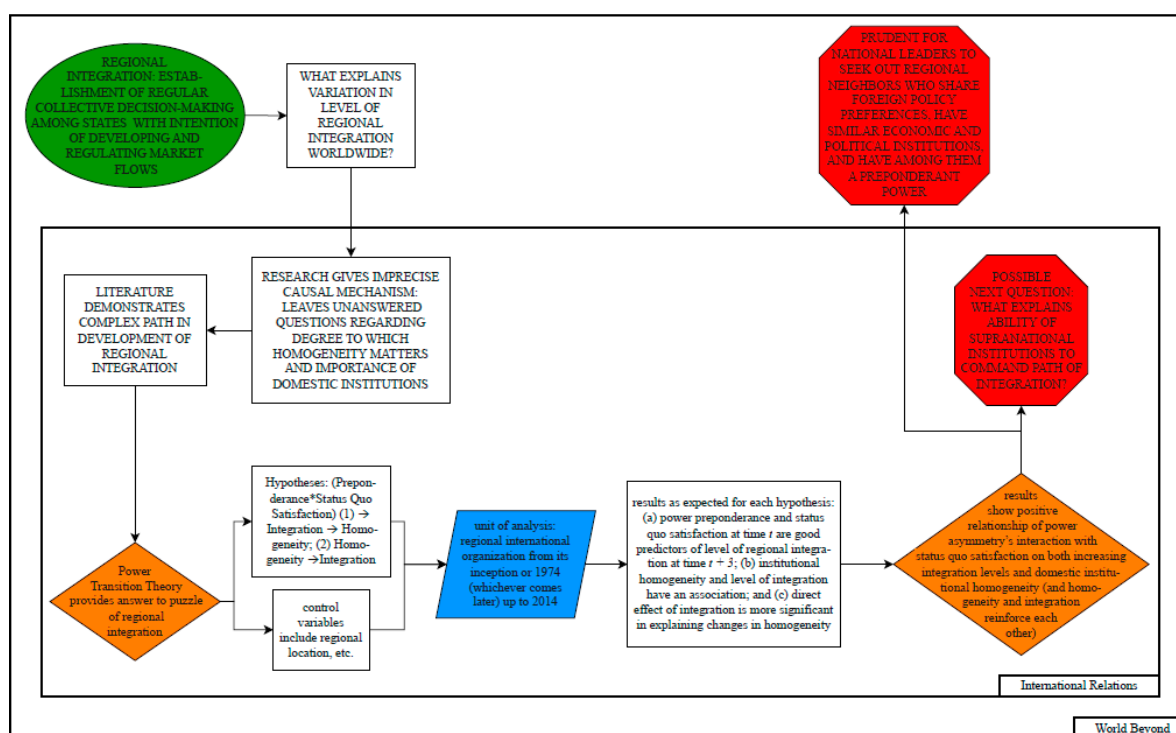 REGIONAL
INTEGRATION: ESTAB-
LISHMENT OF REGULAR
COLLECTIVE DECISION-MAKING
AMONG STATES WITH INTENTION
OF DEVELOPING AND
REGULATING MARKET
FLOWS
WHAT EXPLAINS
VARIATION IN
LEVEL OF
REGIONAL
INTEGRATION
WORLDWIDE?
PRUDENT FOR
NATIONAL LEADERS TO
SEEK OUT REGIONAL
NEIGHBORS WHO SHARE
FOREIGN POLICY
PREFERENCES, HAVE
SIMILAR ECONOMIC AND
POLITICAL INSTITUTIONS,
AND HAVE AMONG THEM
A PREPONDERANT
POWER
LITERATURE
DEMONSTRATES
COMPLEX PATH IN
DEVELOPMENT OF
REGIONAL
INTEGRATION
RESEARCH GIVES IMPRECISE
CAUSAL MECHANISM:
LEAVES UNANSWERED
QUESTIONS REGARDING
DEGREE TO WHICH
HOMOGENEITY MATTERS
AND IMPORTANCE OF
DOMESTIC INSTITUTIONS
POSSIBLE
NEXT QUESTION:
WHAT EXPLAINS
ABILITY OF
SUPRANATIONAL
INSTITUTIONS TO
COMMAND PATH OF
INTEGRATION?
Power
Transition Theory
provides answer to puzzle
of regional
integration
Hypotheses: (Prepon-
derance*Status Quo
Satisfaction) (1) →
Integration → Homo-
geneity; (2) Homo-
geneity →Integration
control
variables
include regional
location, etc.
unit of analysis:
regional international
organization from its
inception or 1974
(whichever comes
later) up to 2014
results as expected for each hypothesis:
(a) power preponderance and status
quo satisfaction at time t are good
predictors of level of regional integra-
tion at time t + 3; (b) institutional
homogeneity and level of integration
have an association; and (c) direct
effect of integration is more significant
in explaining changes in homogeneity
results
show positive
relationship of power
asymmetry's interaction with
status quo satisfaction on both increasing
integration levels and domestic institu-
tional homogeneity (and homo-
geneity and integration
reinforce each
other)
International Relations
World Beyond